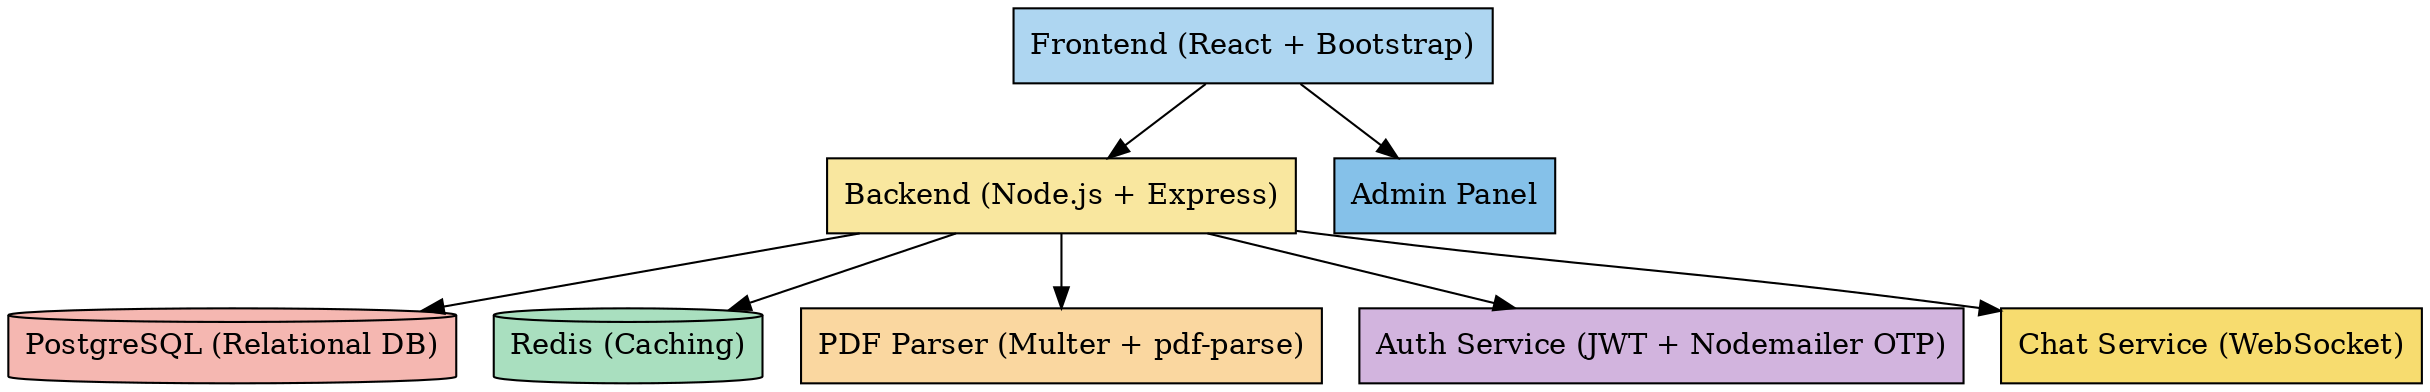 Frontend (React + Bootstrap)
Backend (Node.js + Express)
Admin Panel
PostgreSQL (Relational DB)
Redis (Caching)
PDF Parser (Multer + pdf-parse)
Auth Service (JWT + Nodemailer OTP)
Chat Service (WebSocket)